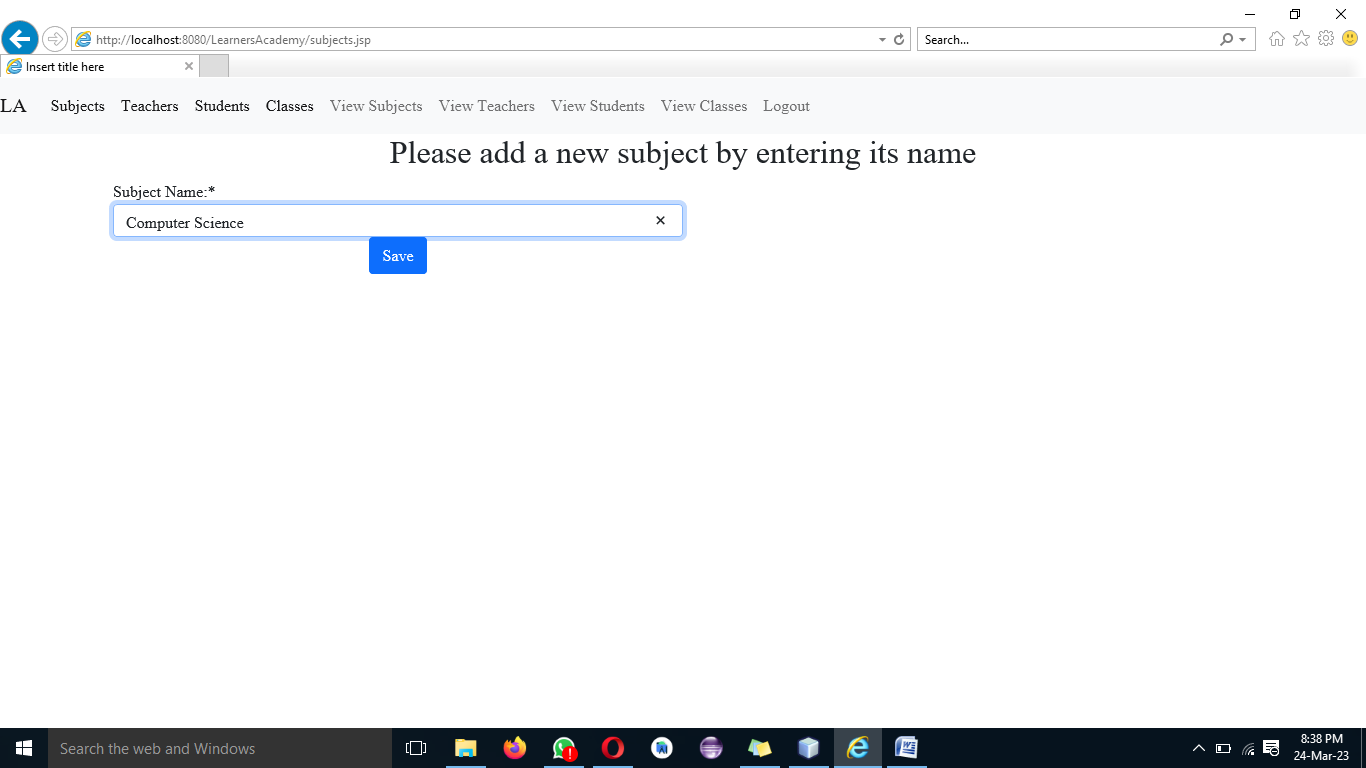 http://localhost:8080/LearnersAcademy/subjects.jsp
Search...
Insert title here
LA Subjects Teachers Students Classes View Subjects View Teachers View Students View Classes Logout
Please add a new subject by entering its name
Subject Name:*
Computer Science
Save
Search the web and Windows
8:38 PM
24-Mar-23